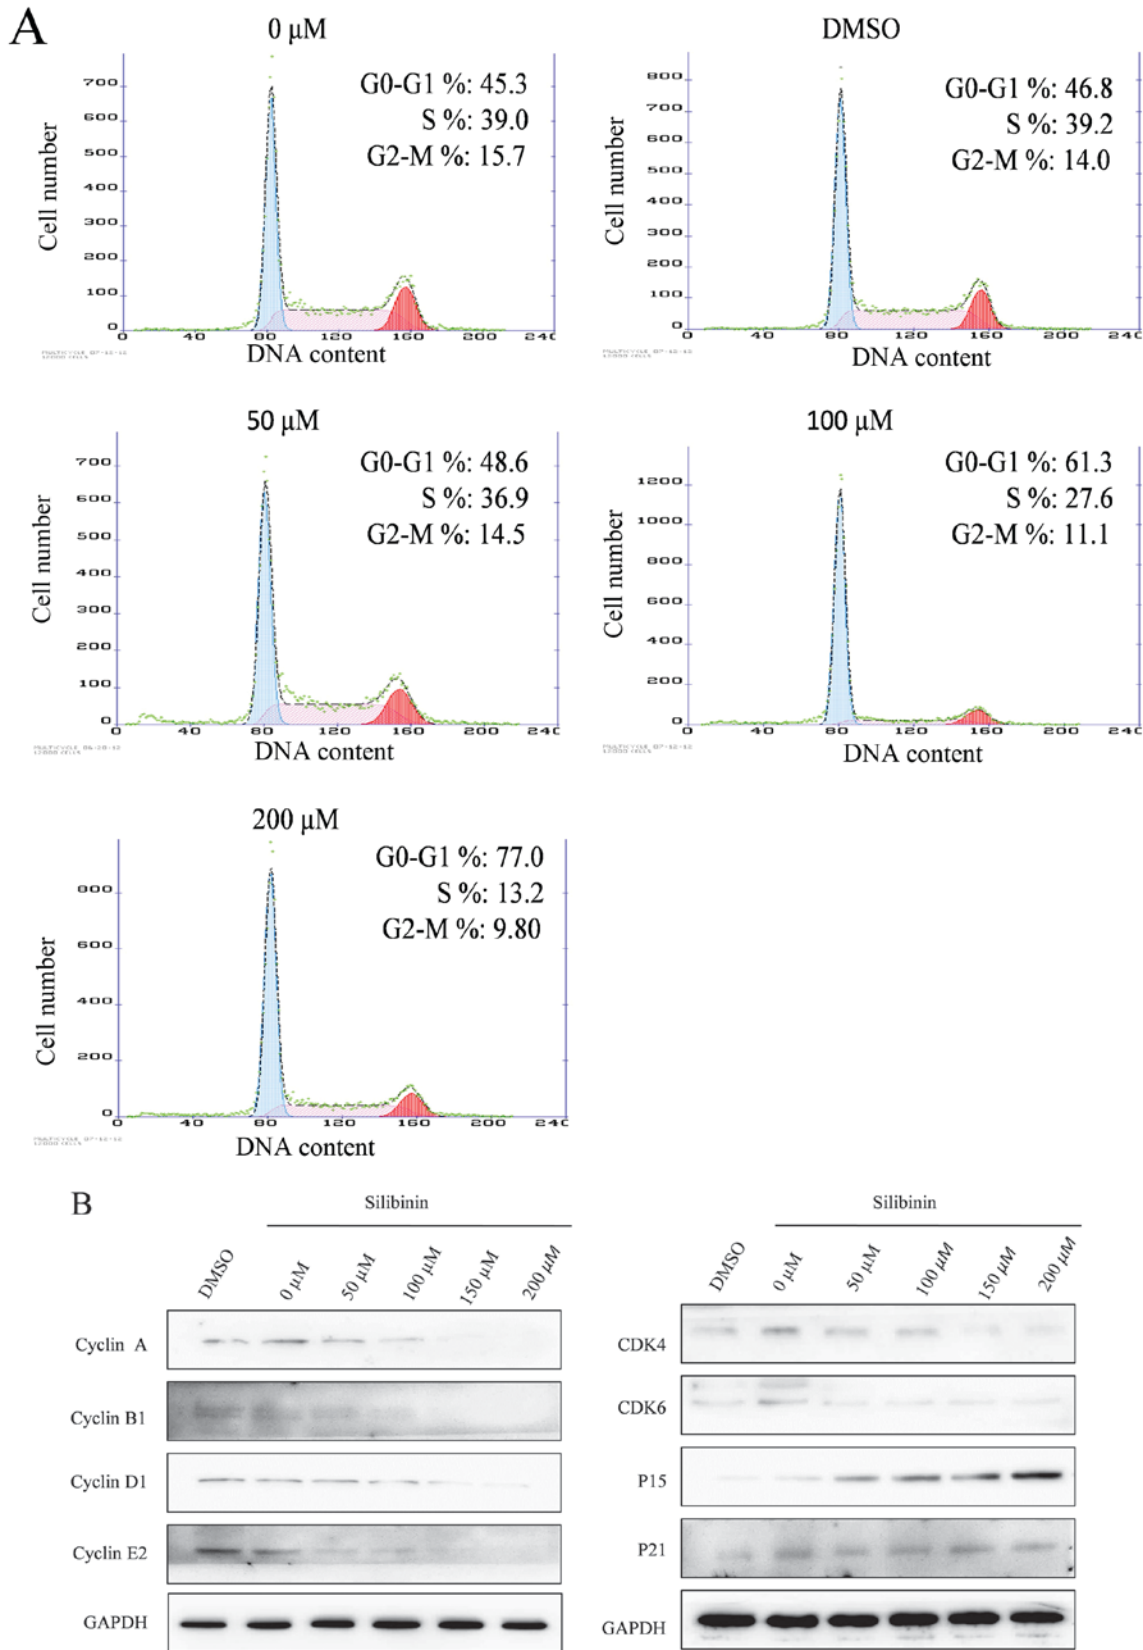 A
0 μM
G0-G1 %: 45.3
S %: 39.0
G2-M %: 15.7
Cell number
700
600
500
400
300
200
100
0
0 40 80 120 160 200 240
DNA content
DMSO
G0-G1 %: 46.8
S %: 39.2
G2-M %: 14.0
Cell number
800
700
600
500
400
300
200
100
0
0 40 80 120 160 200 240
DNA content
50 μM
G0-G1 %: 48.6
S %: 36.9
G2-M %: 14.5
Cell number
700
600
500
400
300
200
100
0
0 40 80 120 160 200 240
DNA content
100 μM
G0-G1 %: 61.3
S %: 27.6
G2-M %: 11.1
Cell number
1200
1000
800
600
400
200
0
0 40 80 120 160 200 240
DNA content
200 μM
G0-G1 %: 77.0
S %: 13.2
G2-M %: 9.80
Cell number
800
600
400
200
0
0 40 80 120 160 200 240
DNA content
B
Silibinin
DMSO 0 μM 50 μM 100 μM 150 μM 200 μM
Cyclin A
Cyclin B1
Cyclin D1
Cyclin E2
GAPDH
Silibinin
DMSO 0 μM 50 μM 100 μM 150 μM 200 μM
CDK4
CDK6
P15
P21
GAPDH